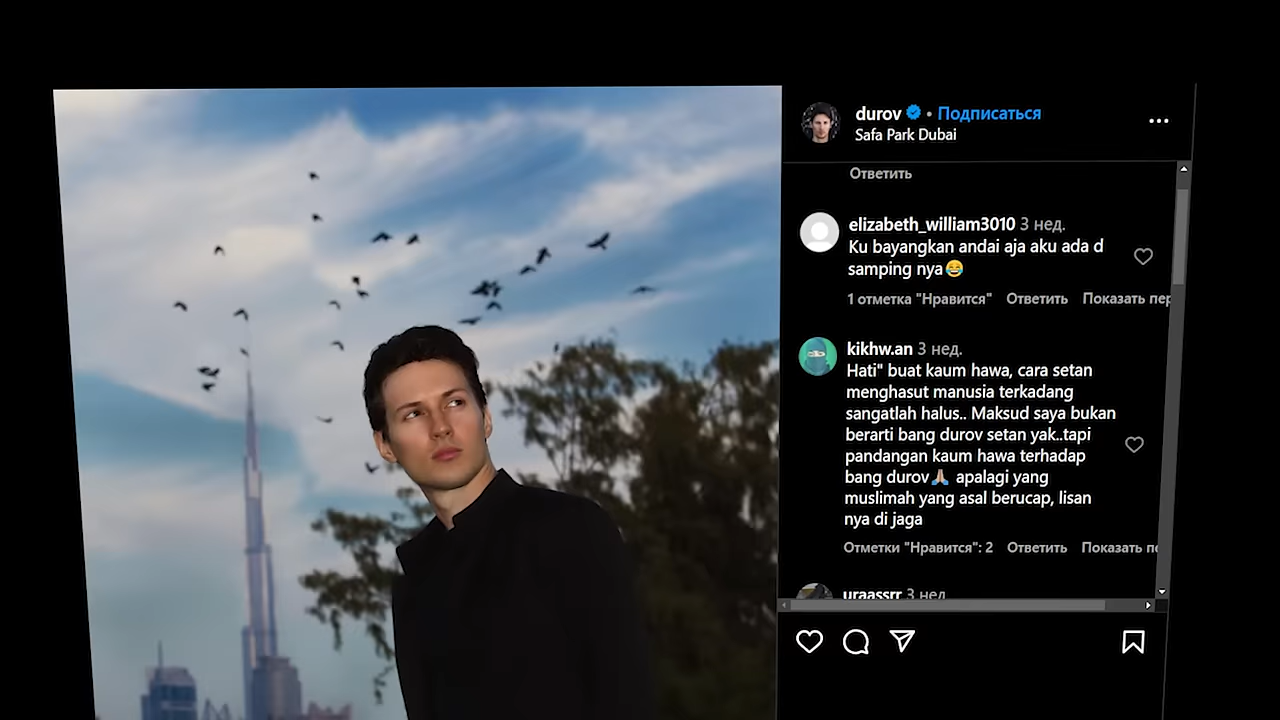 durov • Подписаться
Safa Park Dubai
Ответить
elizabeth_william3010 3 нед.
Ku bayangkan andai aja aku ada d
samping nya😂
1 отметка "Нравится" Ответить Показать пер
kikhw.an 3 нед.
Hati" buat kaum hawa, cara setan
menghasut manusia terkadang
sangatlah halus.. Maksud saya bukan
berarti bang durov setan yak..tapi
pandangan kaum hawa terhadap
bang durov🙏🏼 apalagi yang
muslimah yang asal berucap, lisan
nya di jaga
Отметки "Нравится": 2 Ответить Показать п
uraassrr 3 нед.